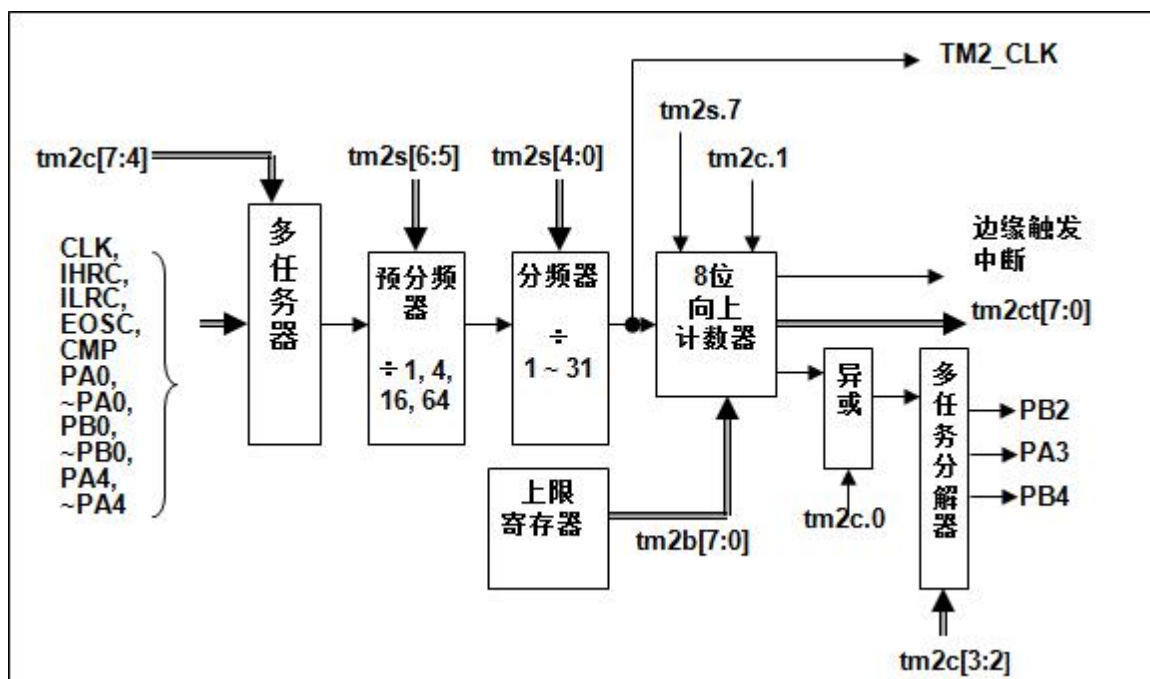 TM2_CLK
tm2s.7
tm2c[7:4]
tm2s[6:5]
tm2s[4:0]
tm2c.1
CLK,
IHRC,
ILRC,
EOSC,
CMP
PA0,
~PA0,
PB0,
~PB0,
PA4,
~PA4
多
任
务
器
预分频
器
÷ 1, 4,
16, 64
分频器
÷
1 ~ 31
8位
向上
计数器
边缘触发
中断
tm2ct[7:0]
异
或
多
任
务
分
解
器
PB2
PA3
PB4
上限
寄存器
tm2b[7:0]
tm2c.0
tm2c[3:2]